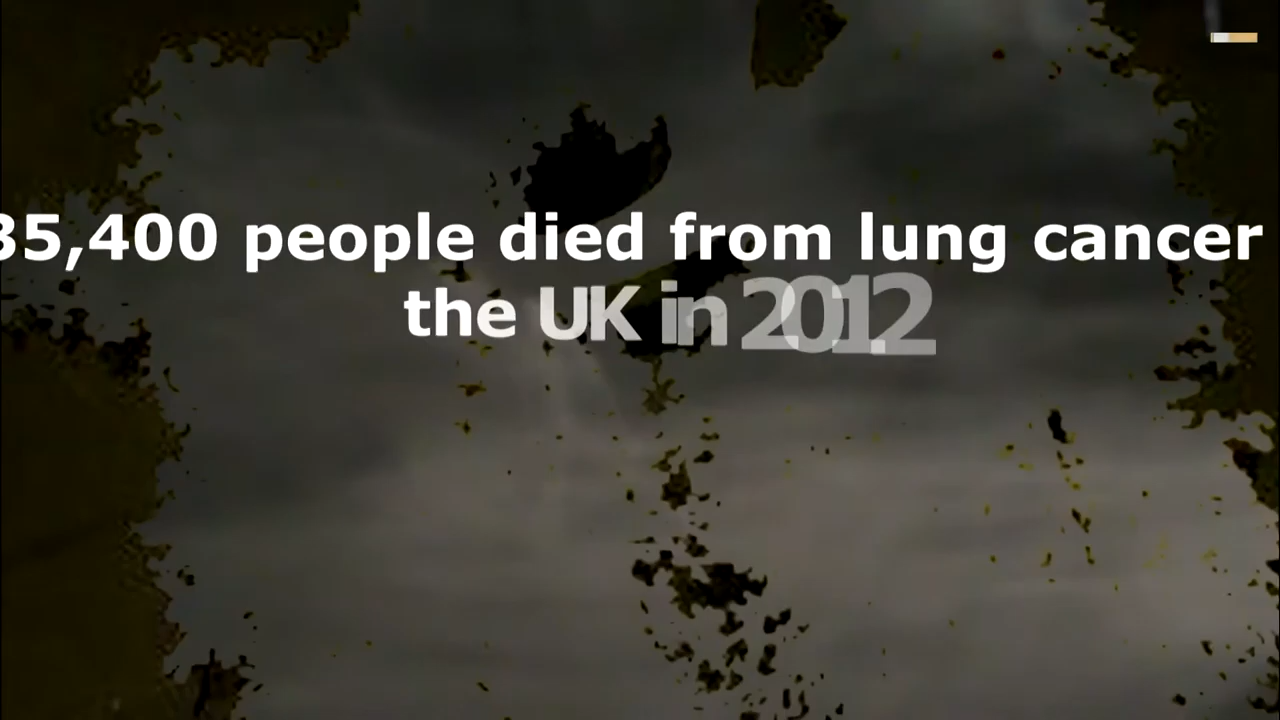 35,400 people died from lung cancer
the UK in 2012.